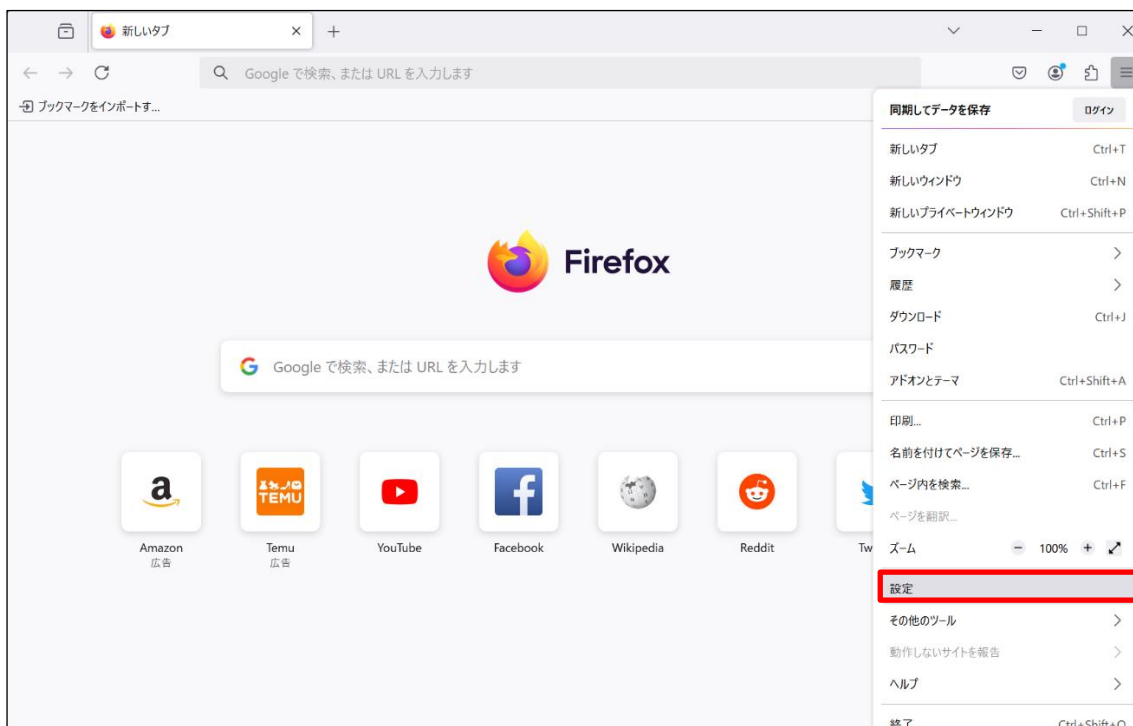 新しいタブ
Google で検索、または URL を入力します
ブックマークをインポートす...
同期してデータを保存 ログイン
新しいタブ Ctrl+T
新しいウィンドウ Ctrl+N
新しいプライベートウィンドウ Ctrl+Shift+P
ブックマーク
履歴
ダウンロード Ctrl+J
パスワード
アドオンとテーマ Ctrl+Shift+A
印刷... Ctrl+P
名前を付けてページを保存... Ctrl+S
ページ内を検索... Ctrl+F
ページを翻訳...
ズーム − 100% +
設定
その他のツール
動作しないサイトを報告
ヘルプ
終了 Ctrl+Shift+Q
Firefox
Google で検索、または URL を入力します
a
TEMU
f
Amazon
広告
Temu
広告
YouTube
Facebook
Wikipedia
Reddit
Tw